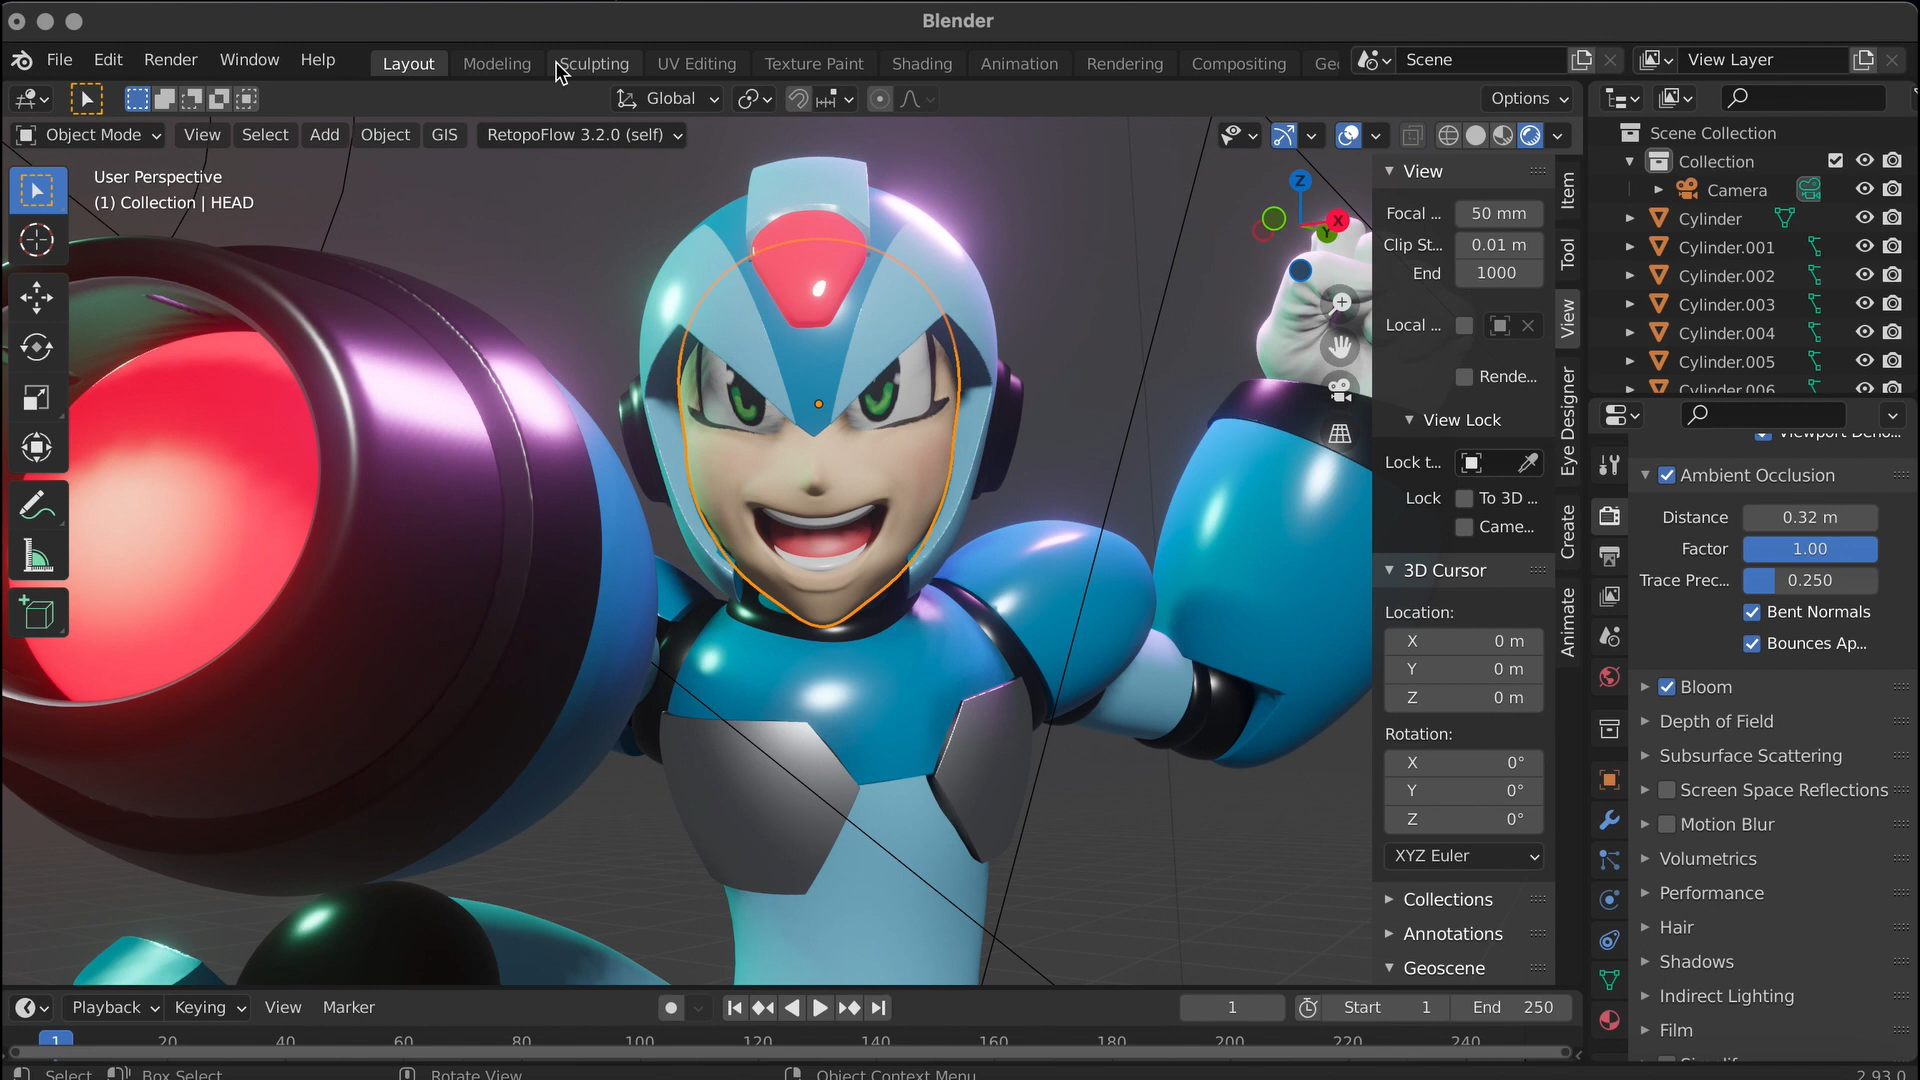 Blender
File Edit Render Window Help Layout Modeling Sculpting UV Editing Texture Paint Shading Animation Rendering Compositing Scene View Layer
Global Options
Object Mode View Select Add Object GIS RetopoFlow 3.2.0 (self)
User Perspective
(1) Collection | HEAD
Z
X
Y
View
Focal ... 50 mm
Clip St... 0.01 m
End 1000
Local ...
Rende...
View Lock
Lock t...
Lock To 3D ...
Came...
3D Cursor
Location:
X 0 m
Y 0 m
Z 0 m
Rotation:
X 0°
Y 0°
Z 0°
XYZ Euler
Collections
Annotations
Geoscene
Item
Tool
View
Eye Designer
Create
Animate
Scene Collection
Collection
Camera
Cylinder
Cylinder.001
Cylinder.002
Cylinder.003
Cylinder.004
Cylinder.005
Cylinder.006
Viewport Deno...
Ambient Occlusion
Distance 0.32 m
Factor 1.00
Trace Prec... 0.250
Bent Normals
Bounces Ap...
Bloom
Depth of Field
Subsurface Scattering
Screen Space Reflections
Motion Blur
Volumetrics
Performance
Hair
Shadows
Indirect Lighting
Film
Playback Keying View Marker 1 Start 1 End 250
1 20 40 60 80 100 120 140 160 180 200 220 240
Select Box Select Rotate View Object Context Menu 2.93.0